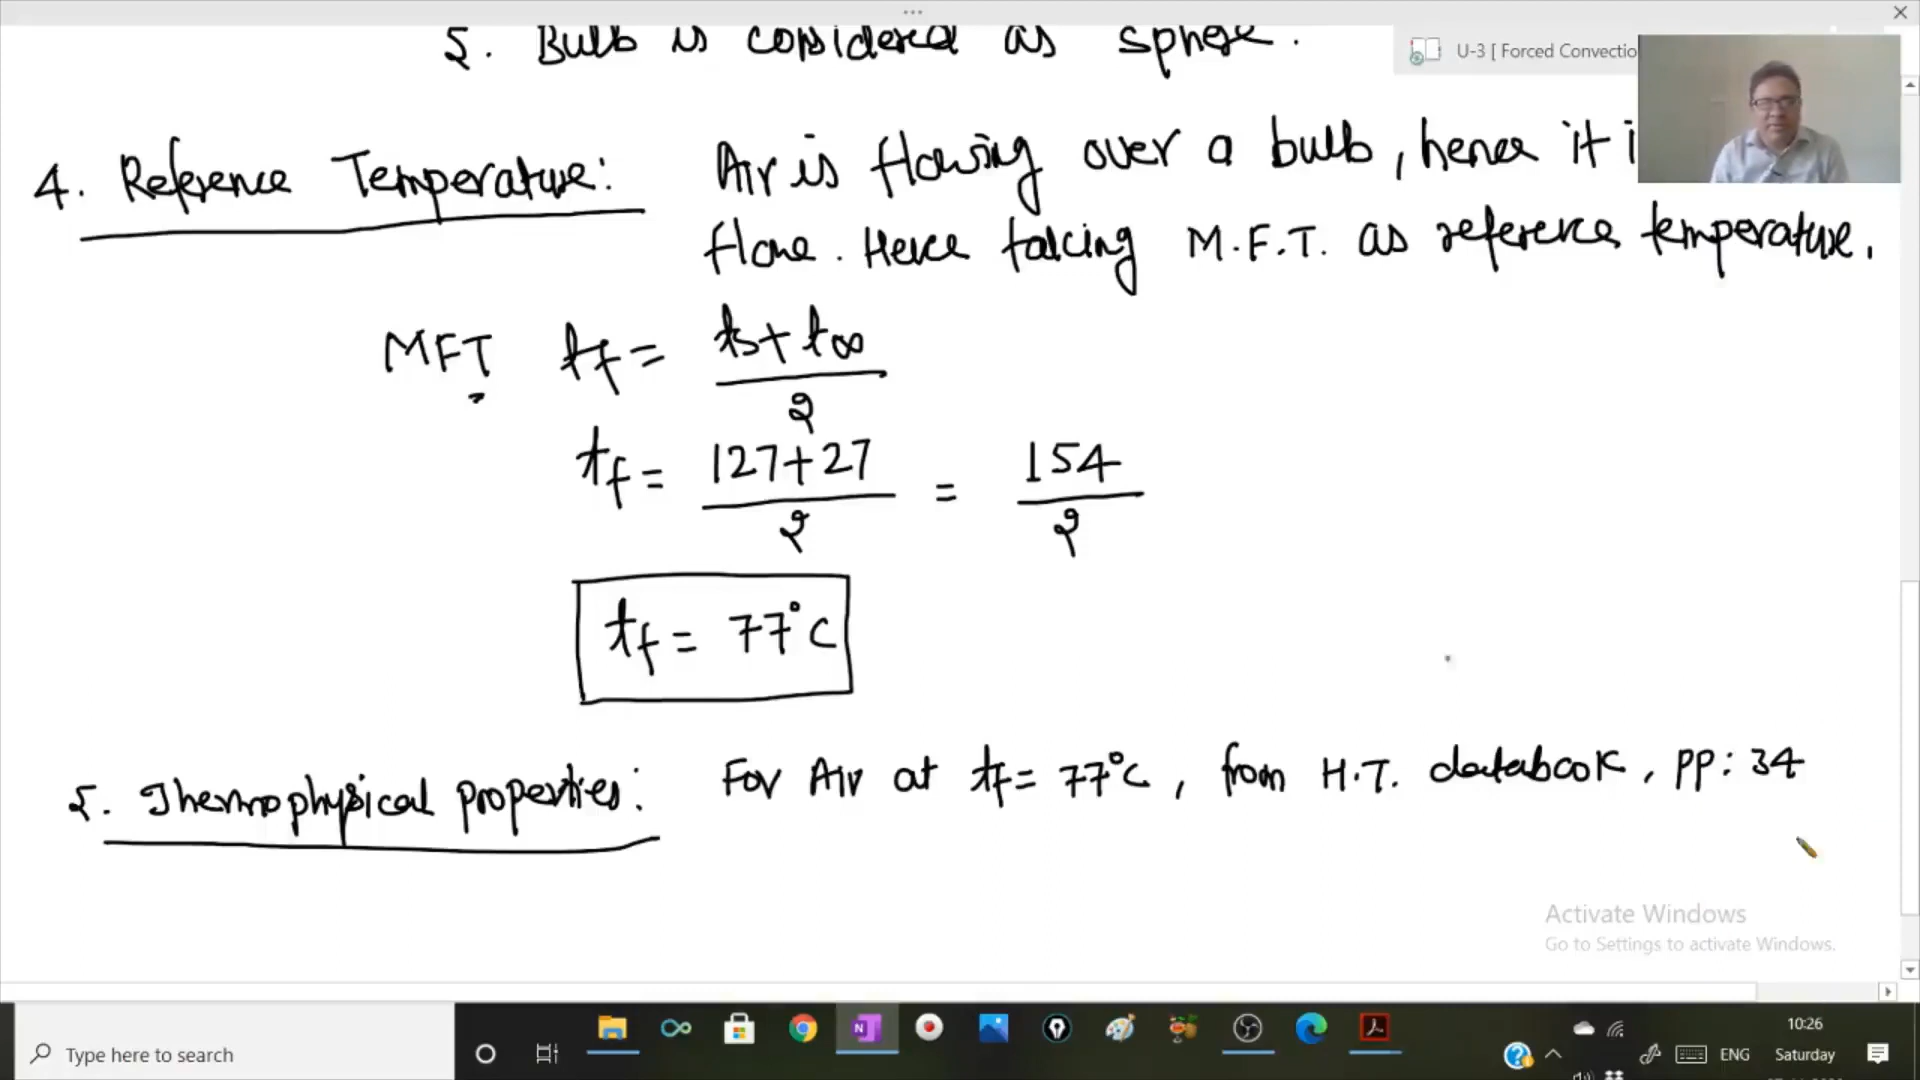 5. Bulb is considered as sphere.
U-3 [ Forced Convectio
4. Reference Temperature: Air is flowing over a bulb, hence it i
flow. Hence taking M.F.T. as reference temperature.
MFT tf = ts + t∞
2
tf = 127+27 = 154
2 2
tf = 77°C
5. Thermophysical properties: For Air at tf = 77°C, from H.T. databook, pp: 34
Activate Windows
Go to Settings to activate Windows.
Type here to search
ENG
10:26
Saturday